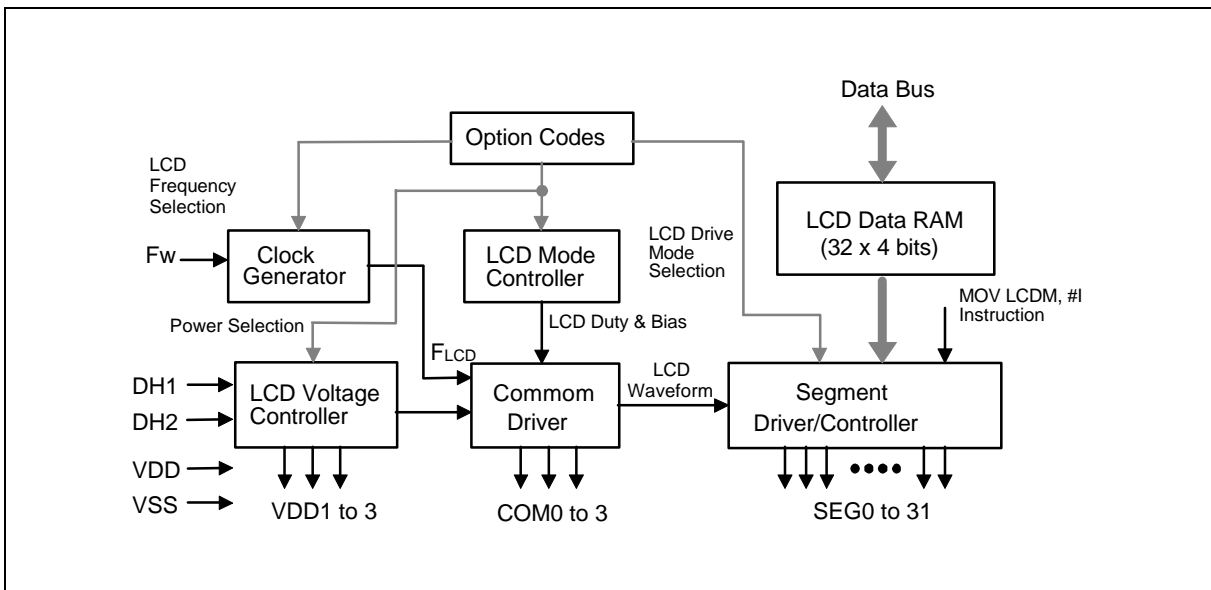 Data Bus
Option Codes
LCD
Frequency
Selection
LCD Data RAM
(32 x 4 bits)
Fw
Clock
Generator
LCD Mode
Controller
LCD Drive
Mode
Selection
MOV LCDM, #I
Instruction
Power Selection
LCD Duty & Bias
FLCD
DH1
DH2
VDD
VSS
LCD Voltage
Controller
Commom
Driver
LCD
Waveform
Segment
Driver/Controller
VDD1 to 3
COM0 to 3
SEG0 to 31